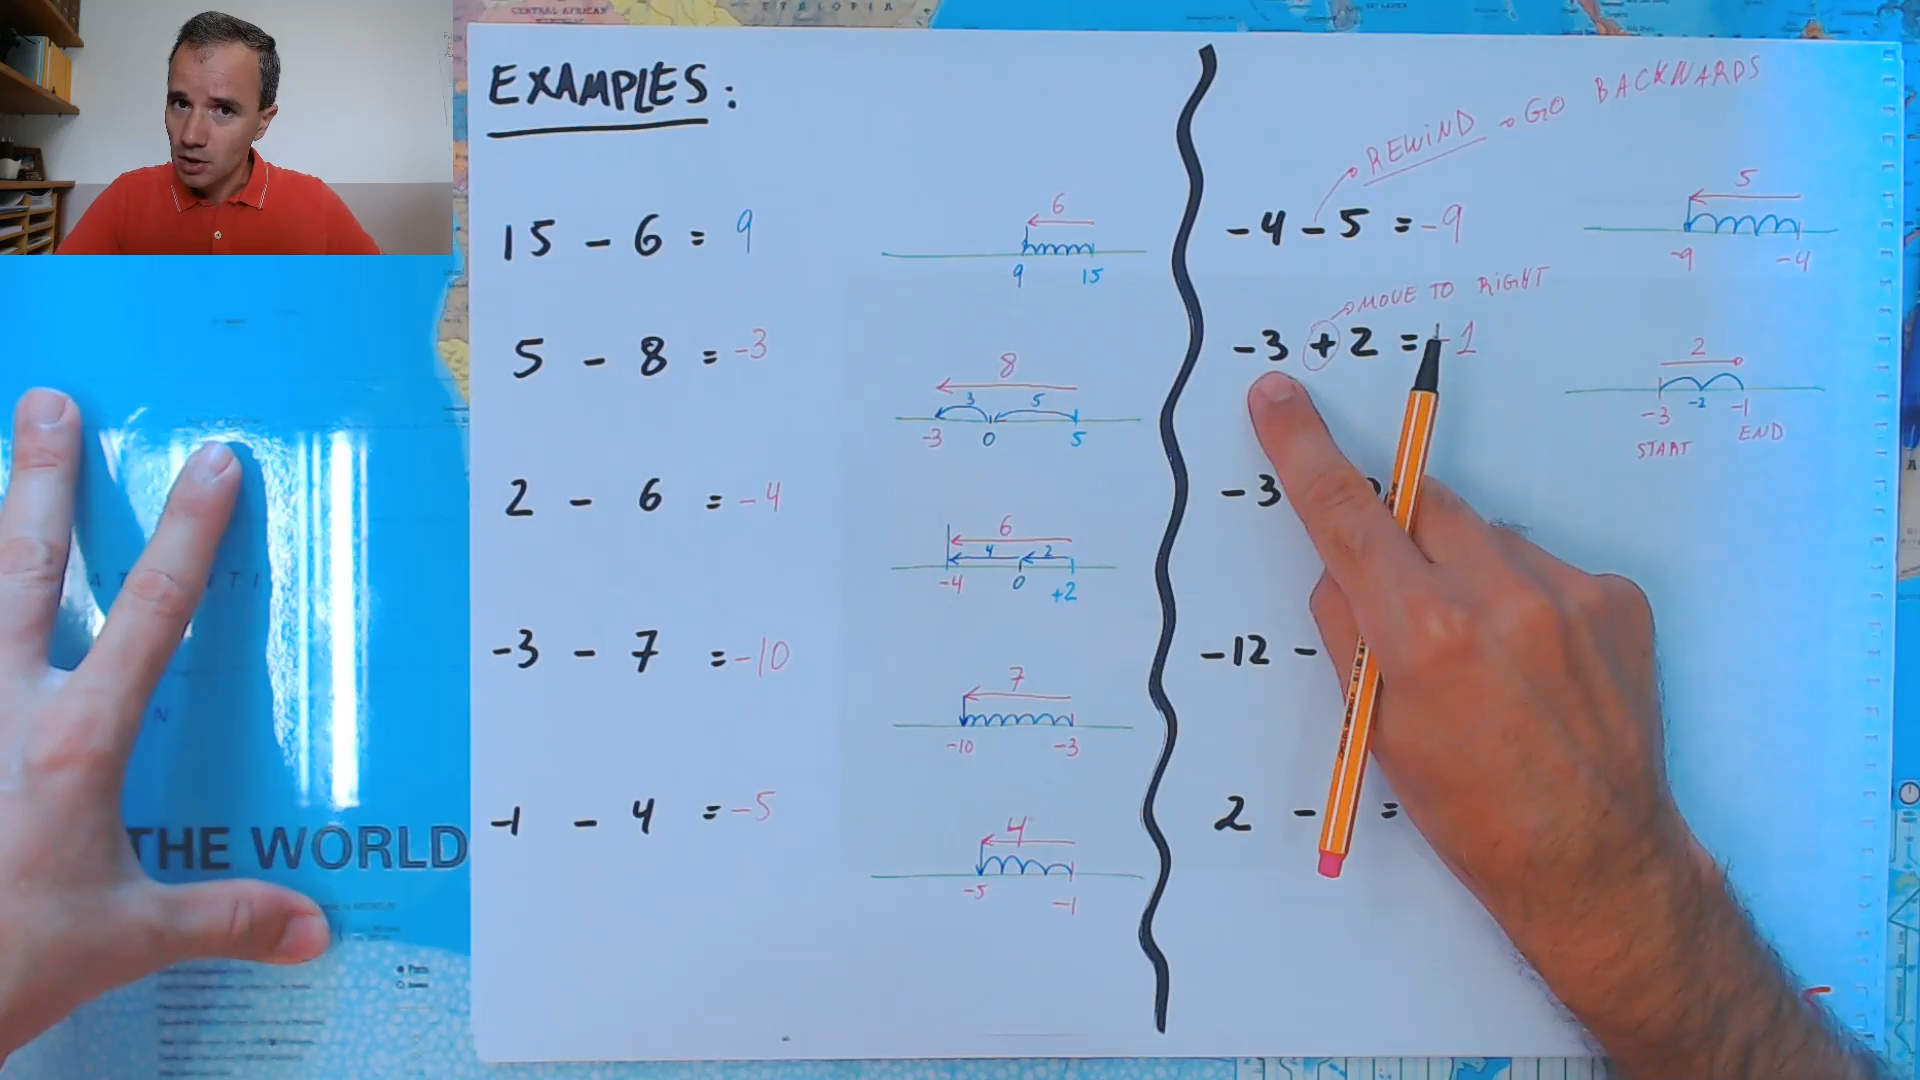 CENTRAL AFRICAN
ETHIOPIA
EXAMPLES:
15 - 6 = 9
6
9 15
5 - 8 = -3
8
3 5
-3 0 5
2 - 6 = -4
6
4 2
-4 0 +2
-3 - 7 = -10
7
-10 -3
-1 - 4 = -5
4
-5 -1
REWIND GO BACKWARDS
-4 - 5 = -9
5
-9 -4
MOVE TO RIGHT
-3 + 2 = -1
2
-3 -2 -1
START END
-3
-12 -
2 - =
THE WORLD